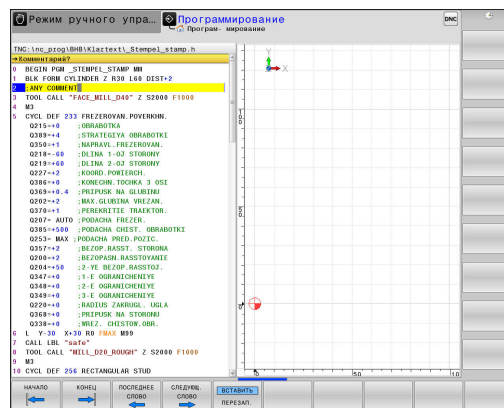 Режим ручного упра...
Программирование
Програм- мирование
DNC
TNC:\nc_prog\BHB\Klartext\_Stempel_stamp.h
→Комментарий?
0 BEGIN PGM _STEMPEL_STAMP MM
1 BLK FORM CYLINDER Z R30 L60 DIST+2
2 ;ANY COMMENT
3 TOOL CALL "FACE_MILL_D40" Z S2000 F1000
4 M3
5 CYCL DEF 233 FREZEROVAN.POVERKHN.
Q215=+0 ;OBRABOTKA
Q389=+4 ;STRATEGIYA OBRABOTKI
Q350=+1 ;NAPRAVL.FREZEROVAN.
Q218=-60 ;DLINA 1-OJ STORONY
Q219=+60 ;DLINA 2-OJ STORONY
Q227=+2 ;KOORD.POWIERCH.
Q386=+0 ;KONECHN.TOCHKA 3 OSI
Q369=+0.4 ;PRIPUSK NA GLUBINU
Q202=+2 ;MAX.GLUBINA VREZAN.
Q370=+1 ;PEREKRITIE TRAEKTOR.
Q207= AUTO ;PODACHA FREZER.
Q385=+500 ;PODACHA CHIST. OBRABOTKI
Q253= MAX ;PODACHA PRED.POZIC.
Q357=+2 ;BEZOP.RASST. STORONA
Q200=+2 ;BEZOPASN.RASSTOYANIE
Q204=+50 ;2-YE BEZOP.RASSTOJ.
Q347=+0 ;1-E OGRANICHENIYE
Q348=+0 ;2-E OGRANICHENIYE
Q349=+0 ;3-E OGRANICHENIYE
Q220=+0 ;RADIUS ZAKRUGL. UGLA
Q368=+0 ;PRIPUSK NA STORONU
Q338=+0 ;WREZ. CHISTOW.OBR.
6 L Y-30 X+30 R0 FMAX M99
7 CALL LBL "safe"
8 TOOL CALL "MILL_D20_ROUGH" Z S2000 F1000
9 M3
10 CYCL DEF 256 RECTANGULAR STUD
Y
X
100
50
0
0
50
10
НАЧАЛО
КОНЕЦ
ПОСЛЕДНЕЕ СЛОВО
СЛЕДУЮЩ. СЛОВО
ВСТАВИТЬ
ПЕРЕЗАП.